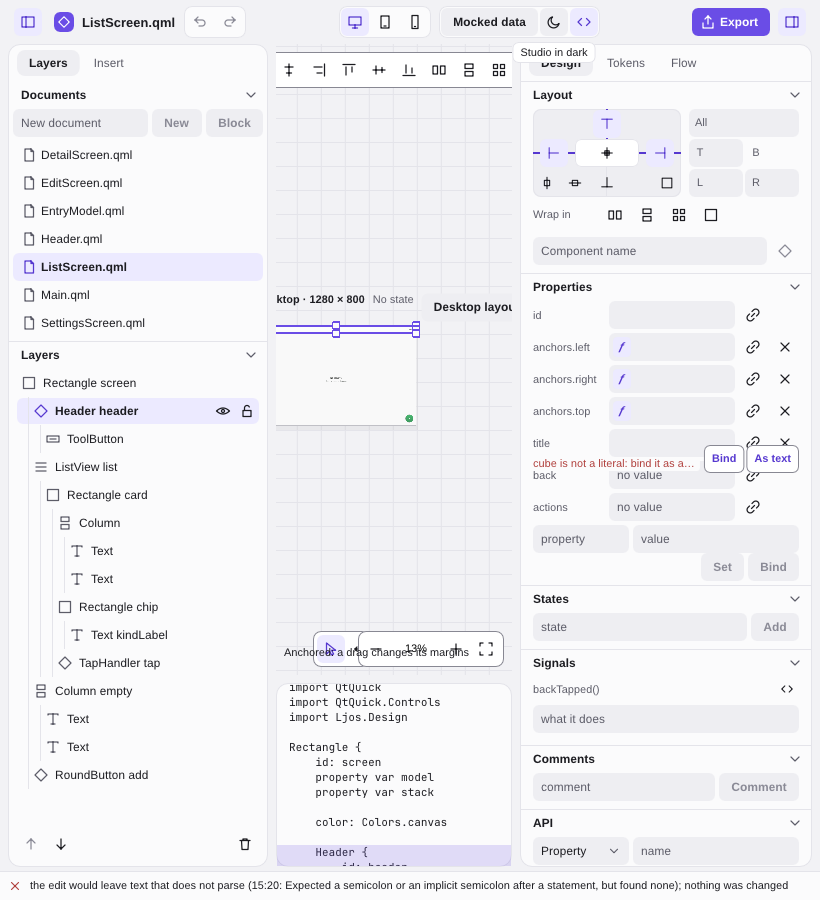 ListScreen.qml
Mocked data
Export
Studio in dark
Layers
Insert
Documents
New document
New
Block
DetailScreen.qml
EditScreen.qml
EntryModel.qml
Header.qml
ListScreen.qml
Main.qml
SettingsScreen.qml
Layers
Rectangle screen
Header header
ToolButton
ListView list
Rectangle card
Column
Text
Text
Rectangle chip
Text kindLabel
TapHandler tap
Column empty
Text
Text
RoundButton add
ktop · 1280 × 800
No state
Desktop layou
13%
Anchored: a drag changes its margins
import QtQuick
import QtQuick.Controls
import Ljos.Design
Rectangle {
id: screen
property var model
property var stack
color: Colors.canvas
Header {
id: header
Design
Tokens
Flow
Layout
All
T
B
L
R
Wrap in
Component name
Properties
id
anchors.left
anchors.right
anchors.top
title
cube is not a literal: bind it as a…
Bind
As text
back
no value
actions
no value
property
value
Set
Bind
States
state
Add
Signals
backTapped()
what it does
Comments
comment
Comment
API
Property
name
the edit would leave text that does not parse (15:20: Expected a semicolon or an implicit semicolon after a statement, but found none); nothing was changed